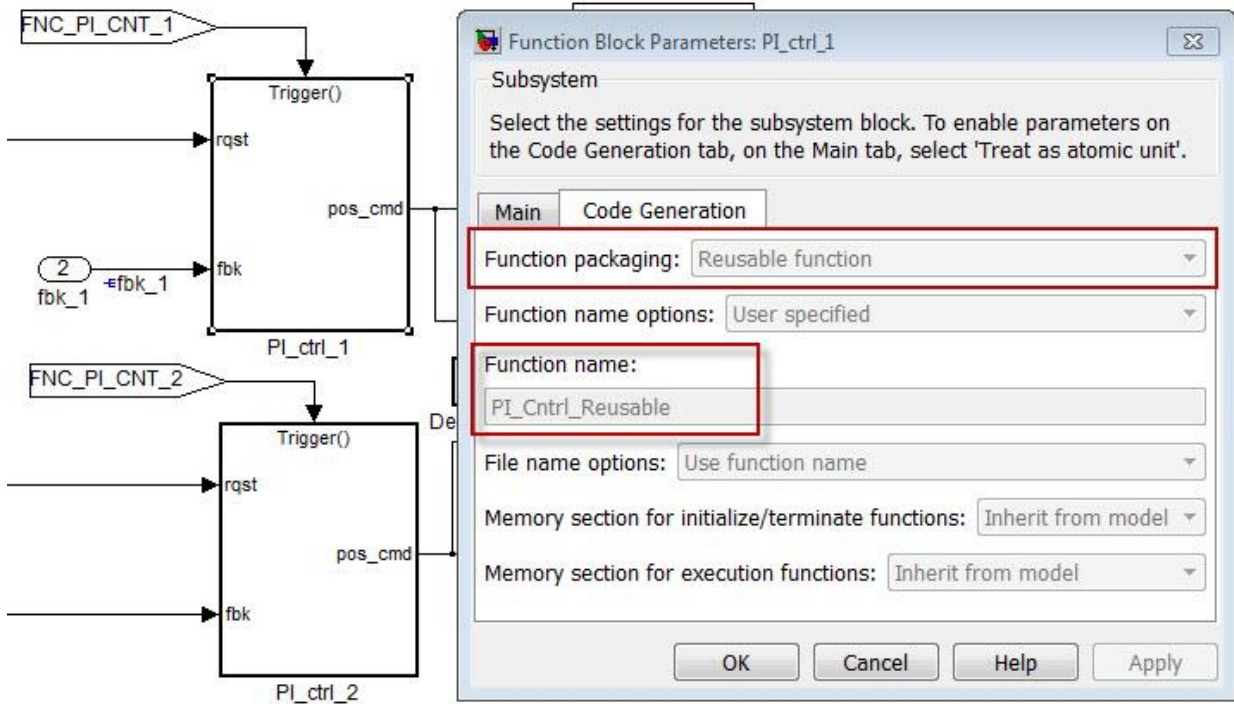 FNC_PI_CNT_1
Trigger()
rqst
pos_cmd
fbk
2
fbk_1
fbk_1
PI_ctrl_1
FNC_PI_CNT_2
Trigger()
De
rqst
pos_cmd
fbk
PI_ctrl_2
Function Block Parameters: PI_ctrl_1
Subsystem
Select the settings for the subsystem block. To enable parameters on
the Code Generation tab, on the Main tab, select 'Treat as atomic unit'.
Main Code Generation
Function packaging: Reusable function
Function name options: User specified
Function name:
PI_Cntrl_Reusable
File name options: Use function name
Memory section for initialize/terminate functions: Inherit from model
Memory section for execution functions: Inherit from model
OK Cancel Help Apply